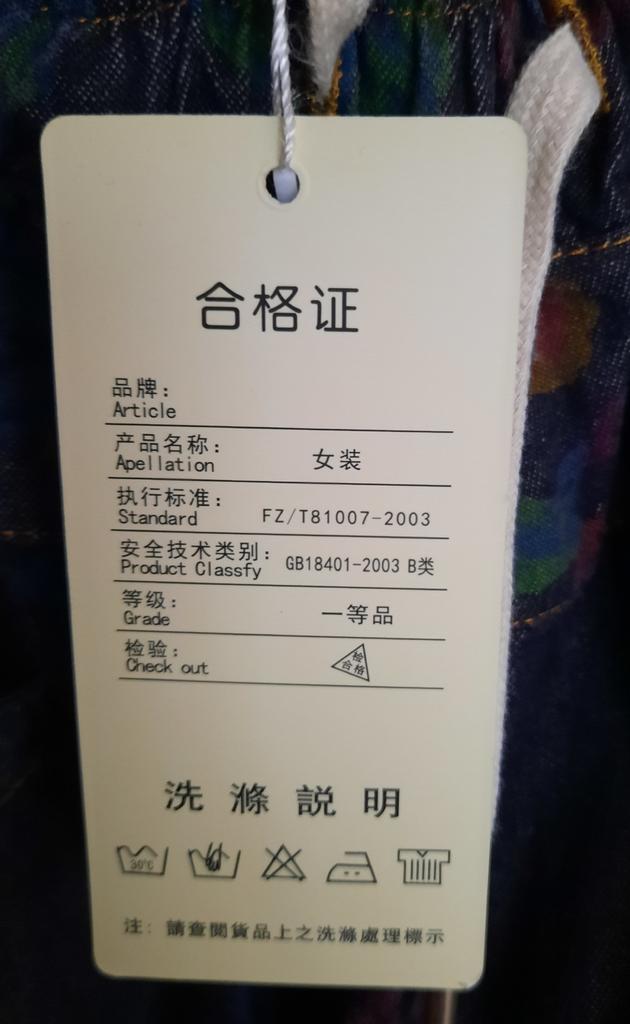 合格证
品牌：
Article
产品名称：
Apellation 女装
执行标准：
Standard FZ/T81007-2003
安全技术类别：
Product Classfy GB18401-2003 B类
等级：
Grade 一等品
检验：
Check out 检合格
洗滌説明
30°C
注：請查閲貨品上之洗滌處理標示